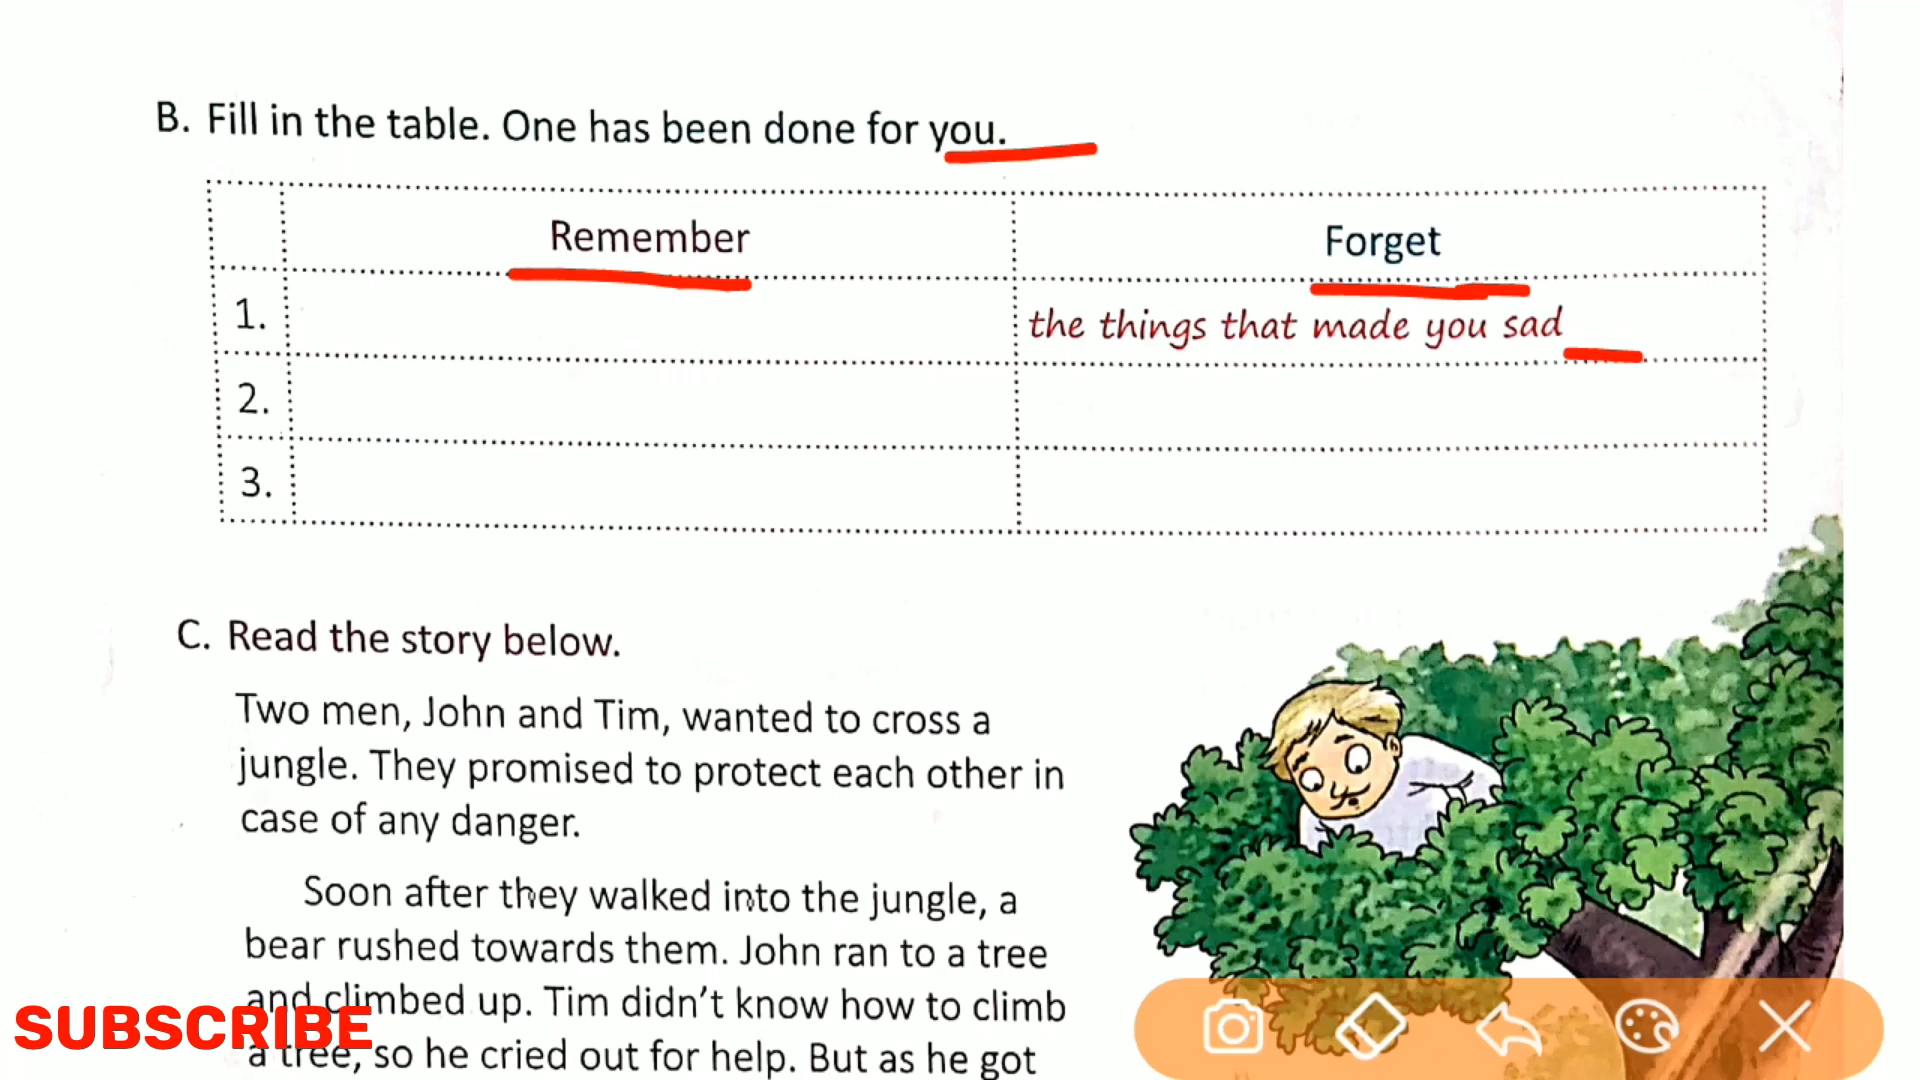 B. Fill in the table. One has been done for you.
Remember
Forget
1.
the things that made you sad
2.
3.
C. Read the story below.
Two men, John and Tim, wanted to cross a
jungle. They promised to protect each other in
case of any danger.
Soon after they walked into the jungle, a
bear rushed towards them. John ran to a tree
and climbed up. Tim didn't know how to climb
a tree, so he cried out for help. But as he got
SUBSCRIBE